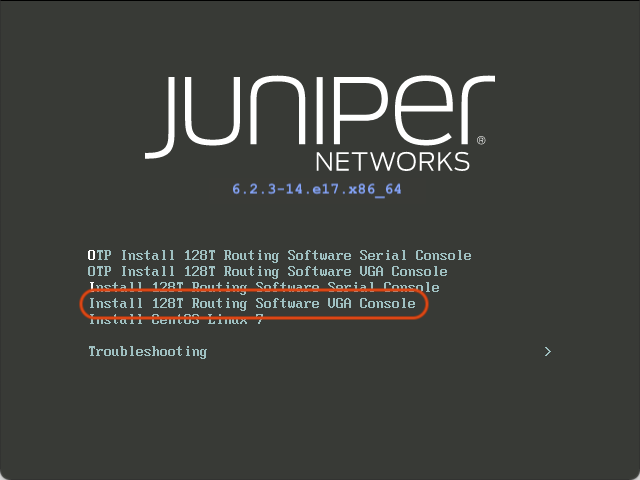 JUNIPER
®
NETWORKS
6.2.3-14.e17.x86_64
OTP Install 128T Routing Software Serial Console
OTP Install 128T Routing Software VGA Console
Install 128T Routing Software Serial Console
Install 128T Routing Software VGA Console
Install CentOS Linux 7
Troubleshooting >